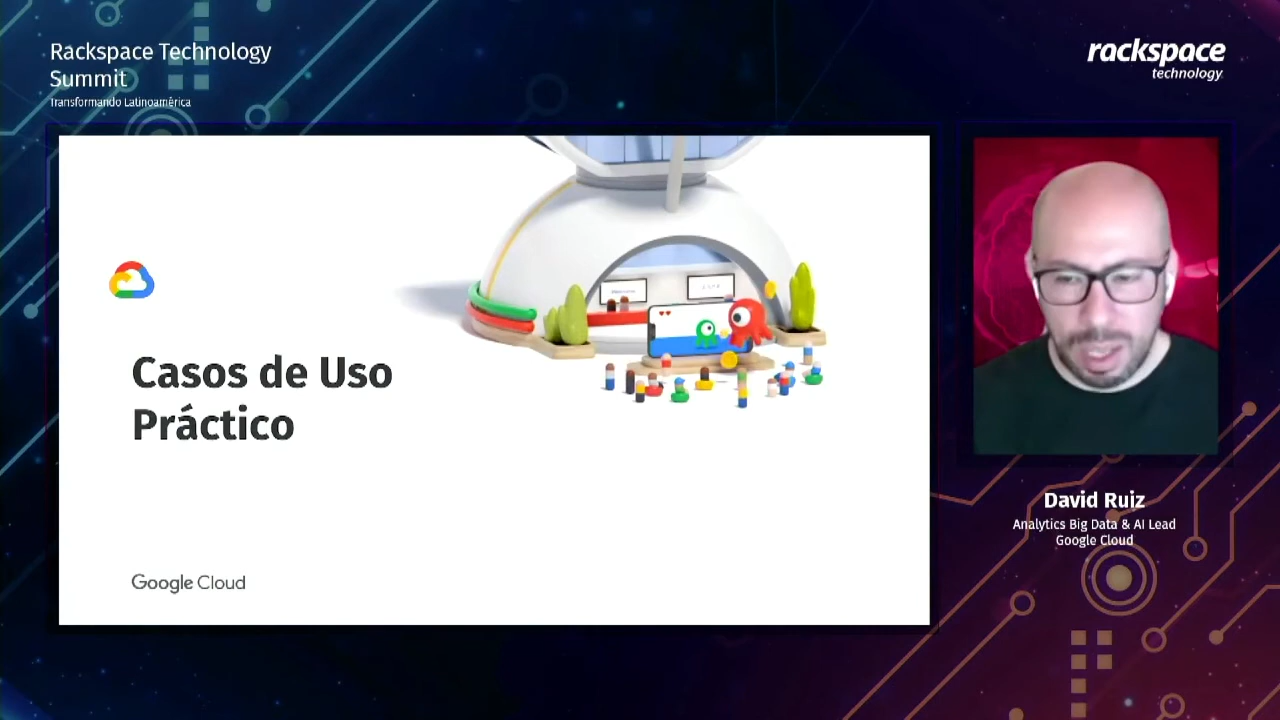 Rackspace Technology
Summit
Transformando Latinoamérica
rackspace
technology
Casos de Uso
Práctico
Google Cloud
David Ruiz
Analytics Big Data & AI Lead
Google Cloud